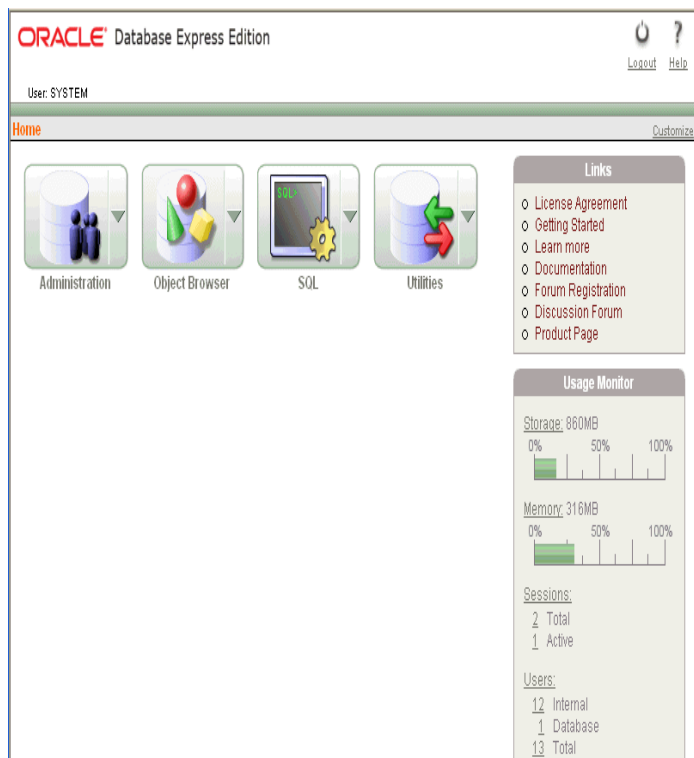 ORACLE® Database Express Edition
Logout Help
User: SYSTEM
Home
Customize
SQL>
Administration
Object Browser
SQL
Utilities
Links
License Agreement
Getting Started
Learn more
Documentation
Forum Registration
Discussion Forum
Product Page
Usage Monitor
Storage: 860MB
0% 50% 100%
Memory: 316MB
0% 50% 100%
Sessions:
2 Total
1 Active
Users:
12 Internal
1 Database
13 Total